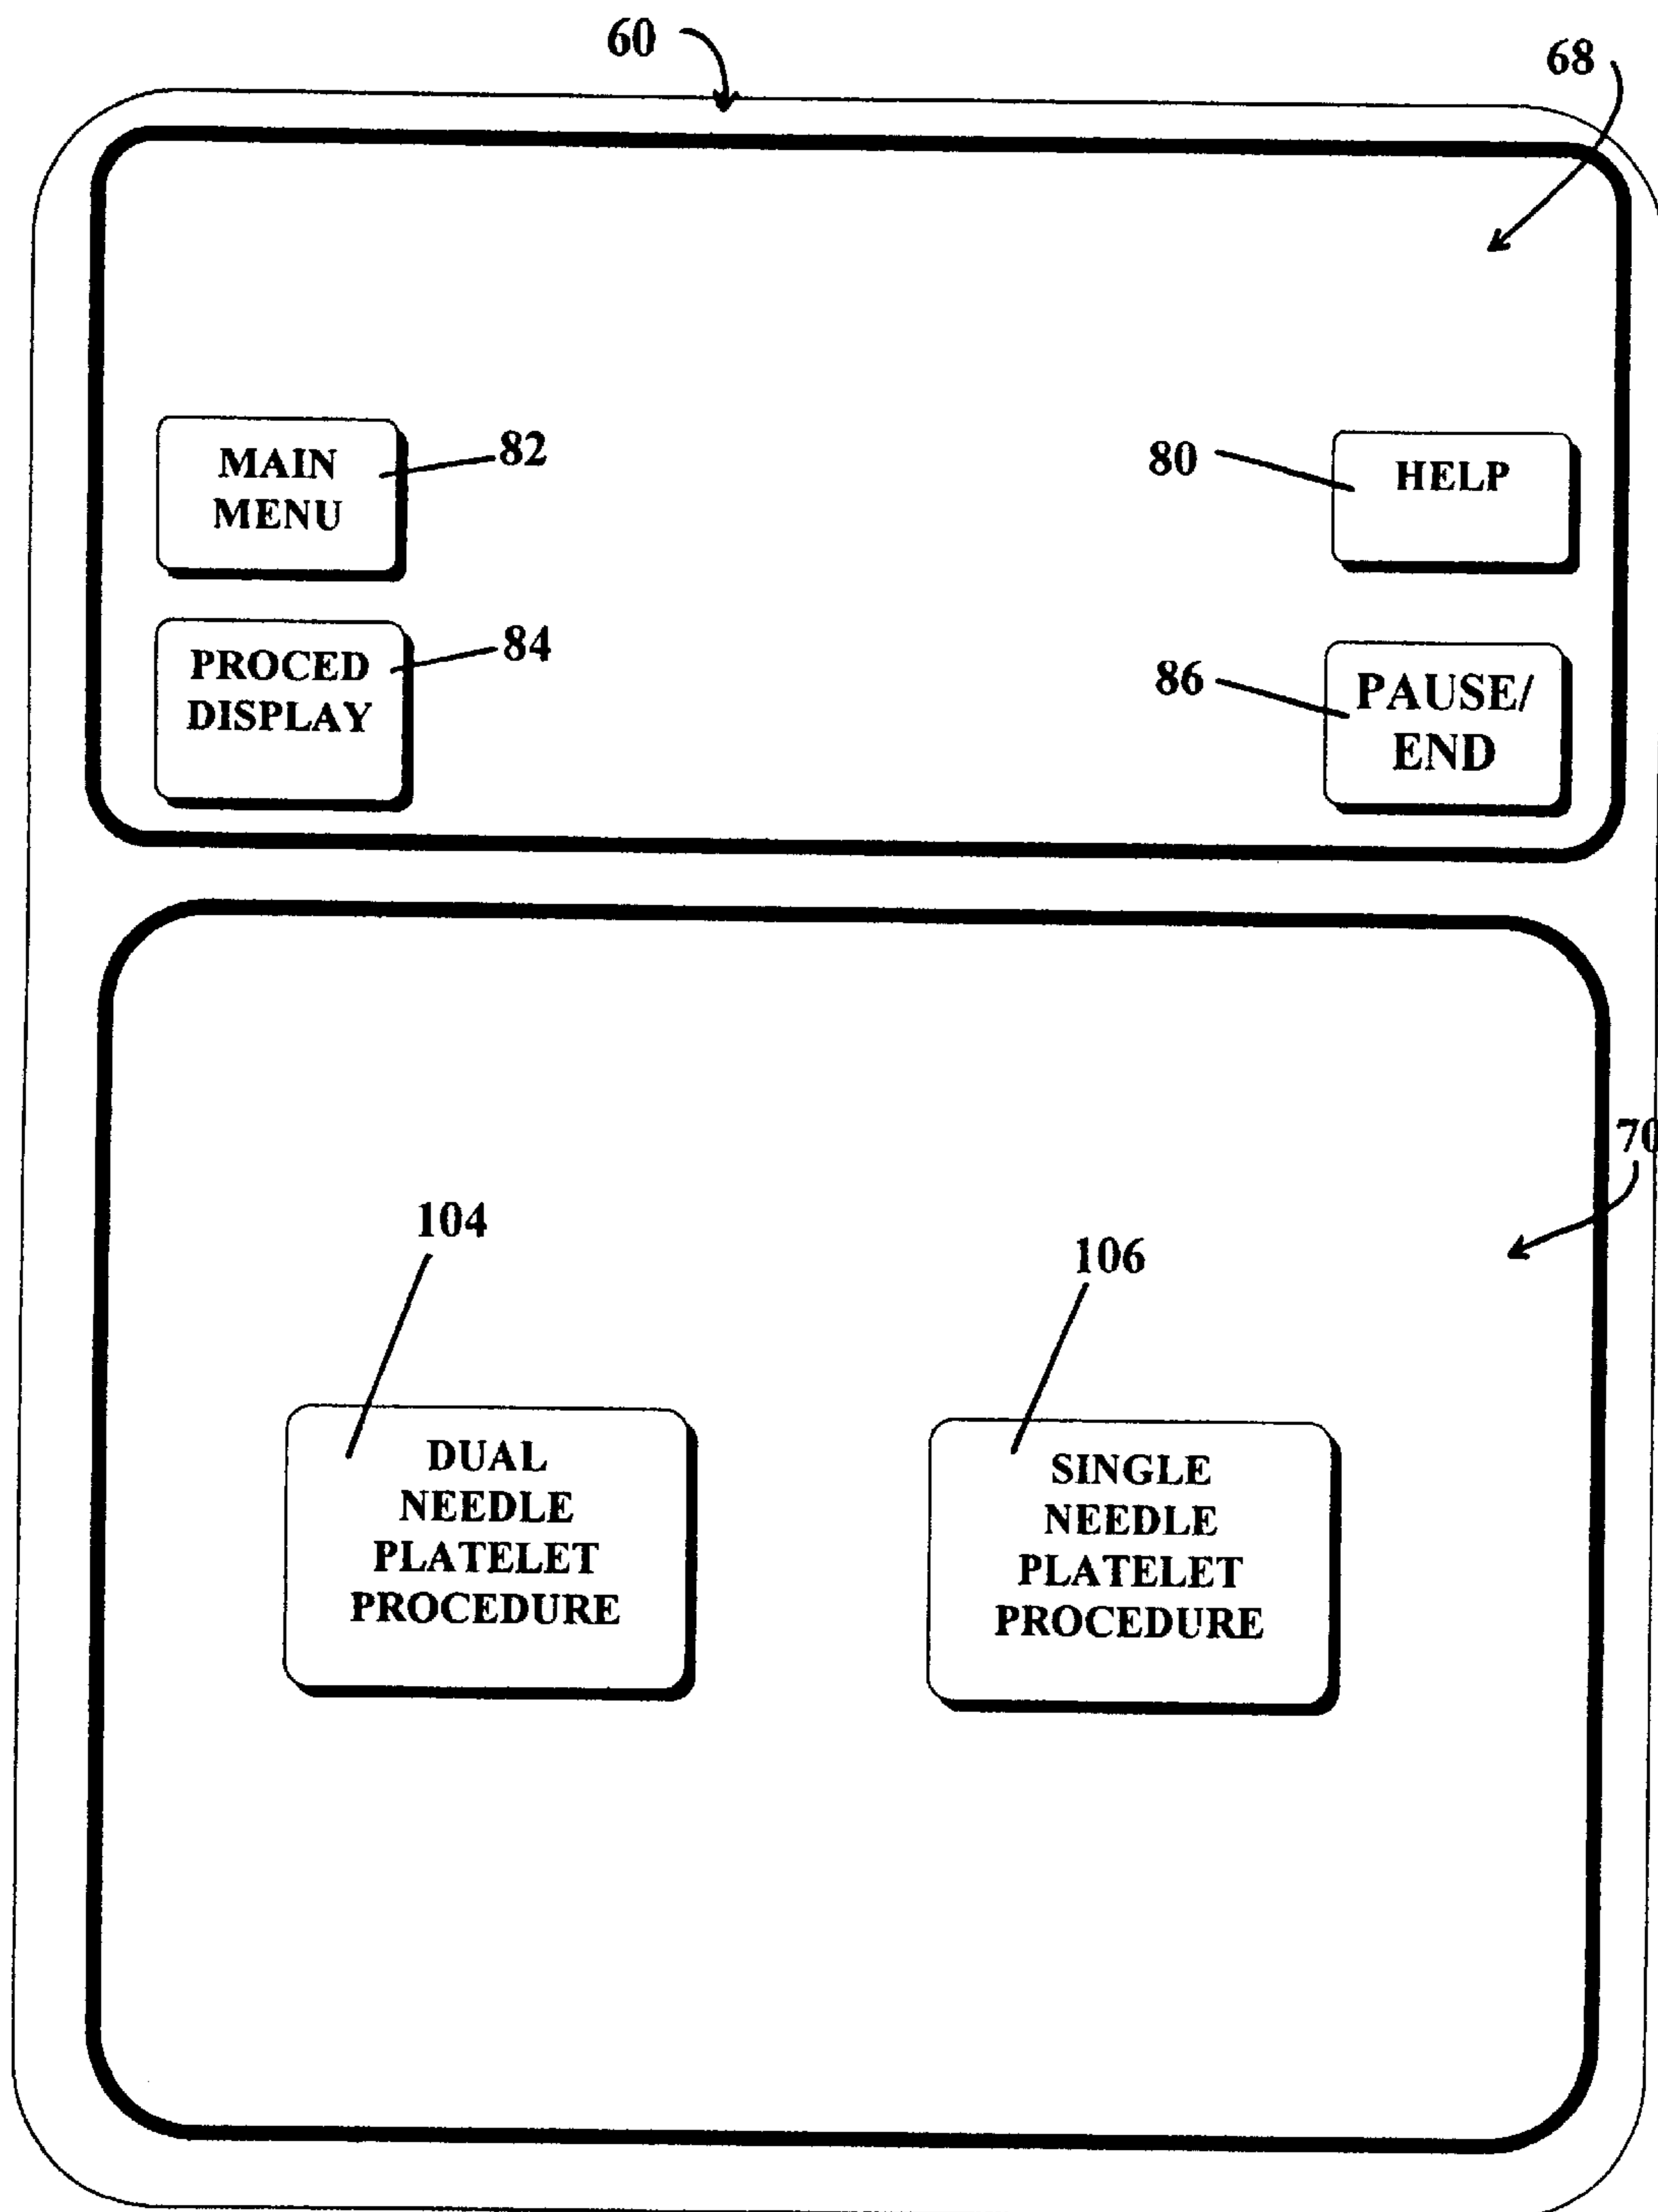 60
68
MAIN
MENU
82
80
HELP
PROCED
DISPLAY
84
86
PAUSE/
END
70
104
106
DUAL
NEEDLE
PLATELET
PROCEDURE
SINGLE
NEEDLE
PLATELET
PROCEDURE